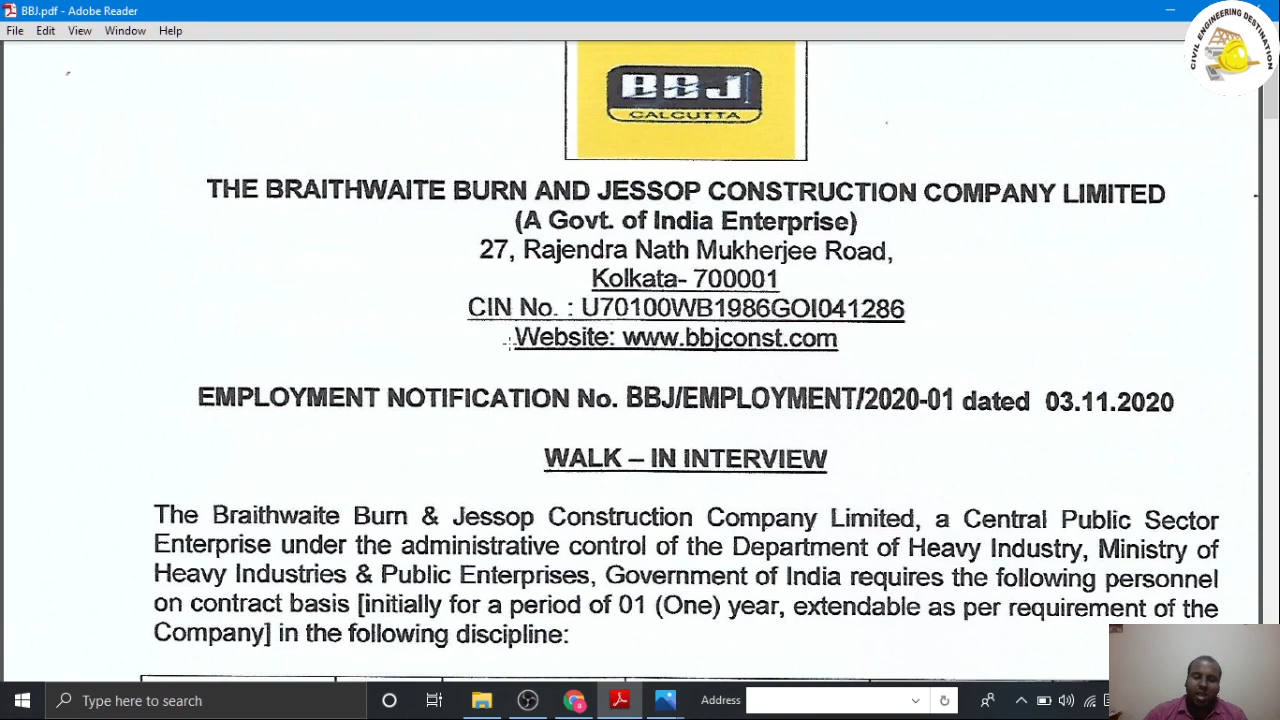 BBJ.pdf - Adobe Reader
File Edit View Window Help
CIVIL ENGINEERING DESTINATION
BBJ
CALCUTTA
THE BRAITHWAITE BURN AND JESSOP CONSTRUCTION COMPANY LIMITED
(A Govt. of India Enterprise)
27, Rajendra Nath Mukherjee Road,
Kolkata- 700001
CIN No. : U70100WB1986GOI041286
Website: www.bbjconst.com
EMPLOYMENT NOTIFICATION No. BBJ/EMPLOYMENT/2020-01 dated 03.11.2020
WALK – IN INTERVIEW
The Braithwaite Burn & Jessop Construction Company Limited, a Central Public Sector
Enterprise under the administrative control of the Department of Heavy Industry, Ministry of
Heavy Industries & Public Enterprises, Government of India requires the following personnel
on contract basis [initially for a period of 01 (One) year, extendable as per requirement of the
Company] in the following discipline:
Type here to search
Address